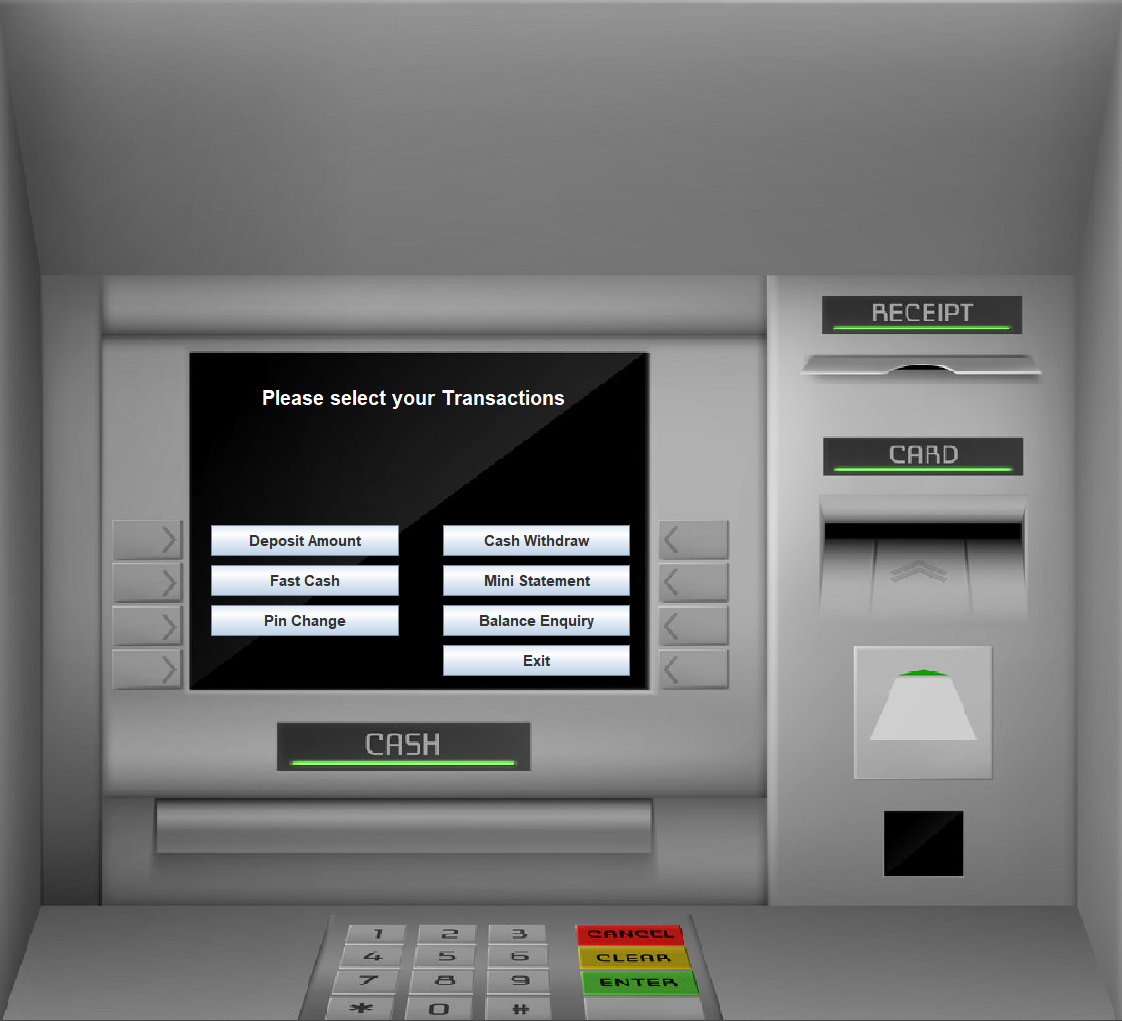 RECEIPT
Please select your Transactions
CARD
Deposit Amount Cash Withdraw
Fast Cash Mini Statement
Pin Change Balance Enquiry
Exit
CASH
1 2 3 CANCEL
4 5 6 CLEAR
7 8 9 ENTER
* 0 #